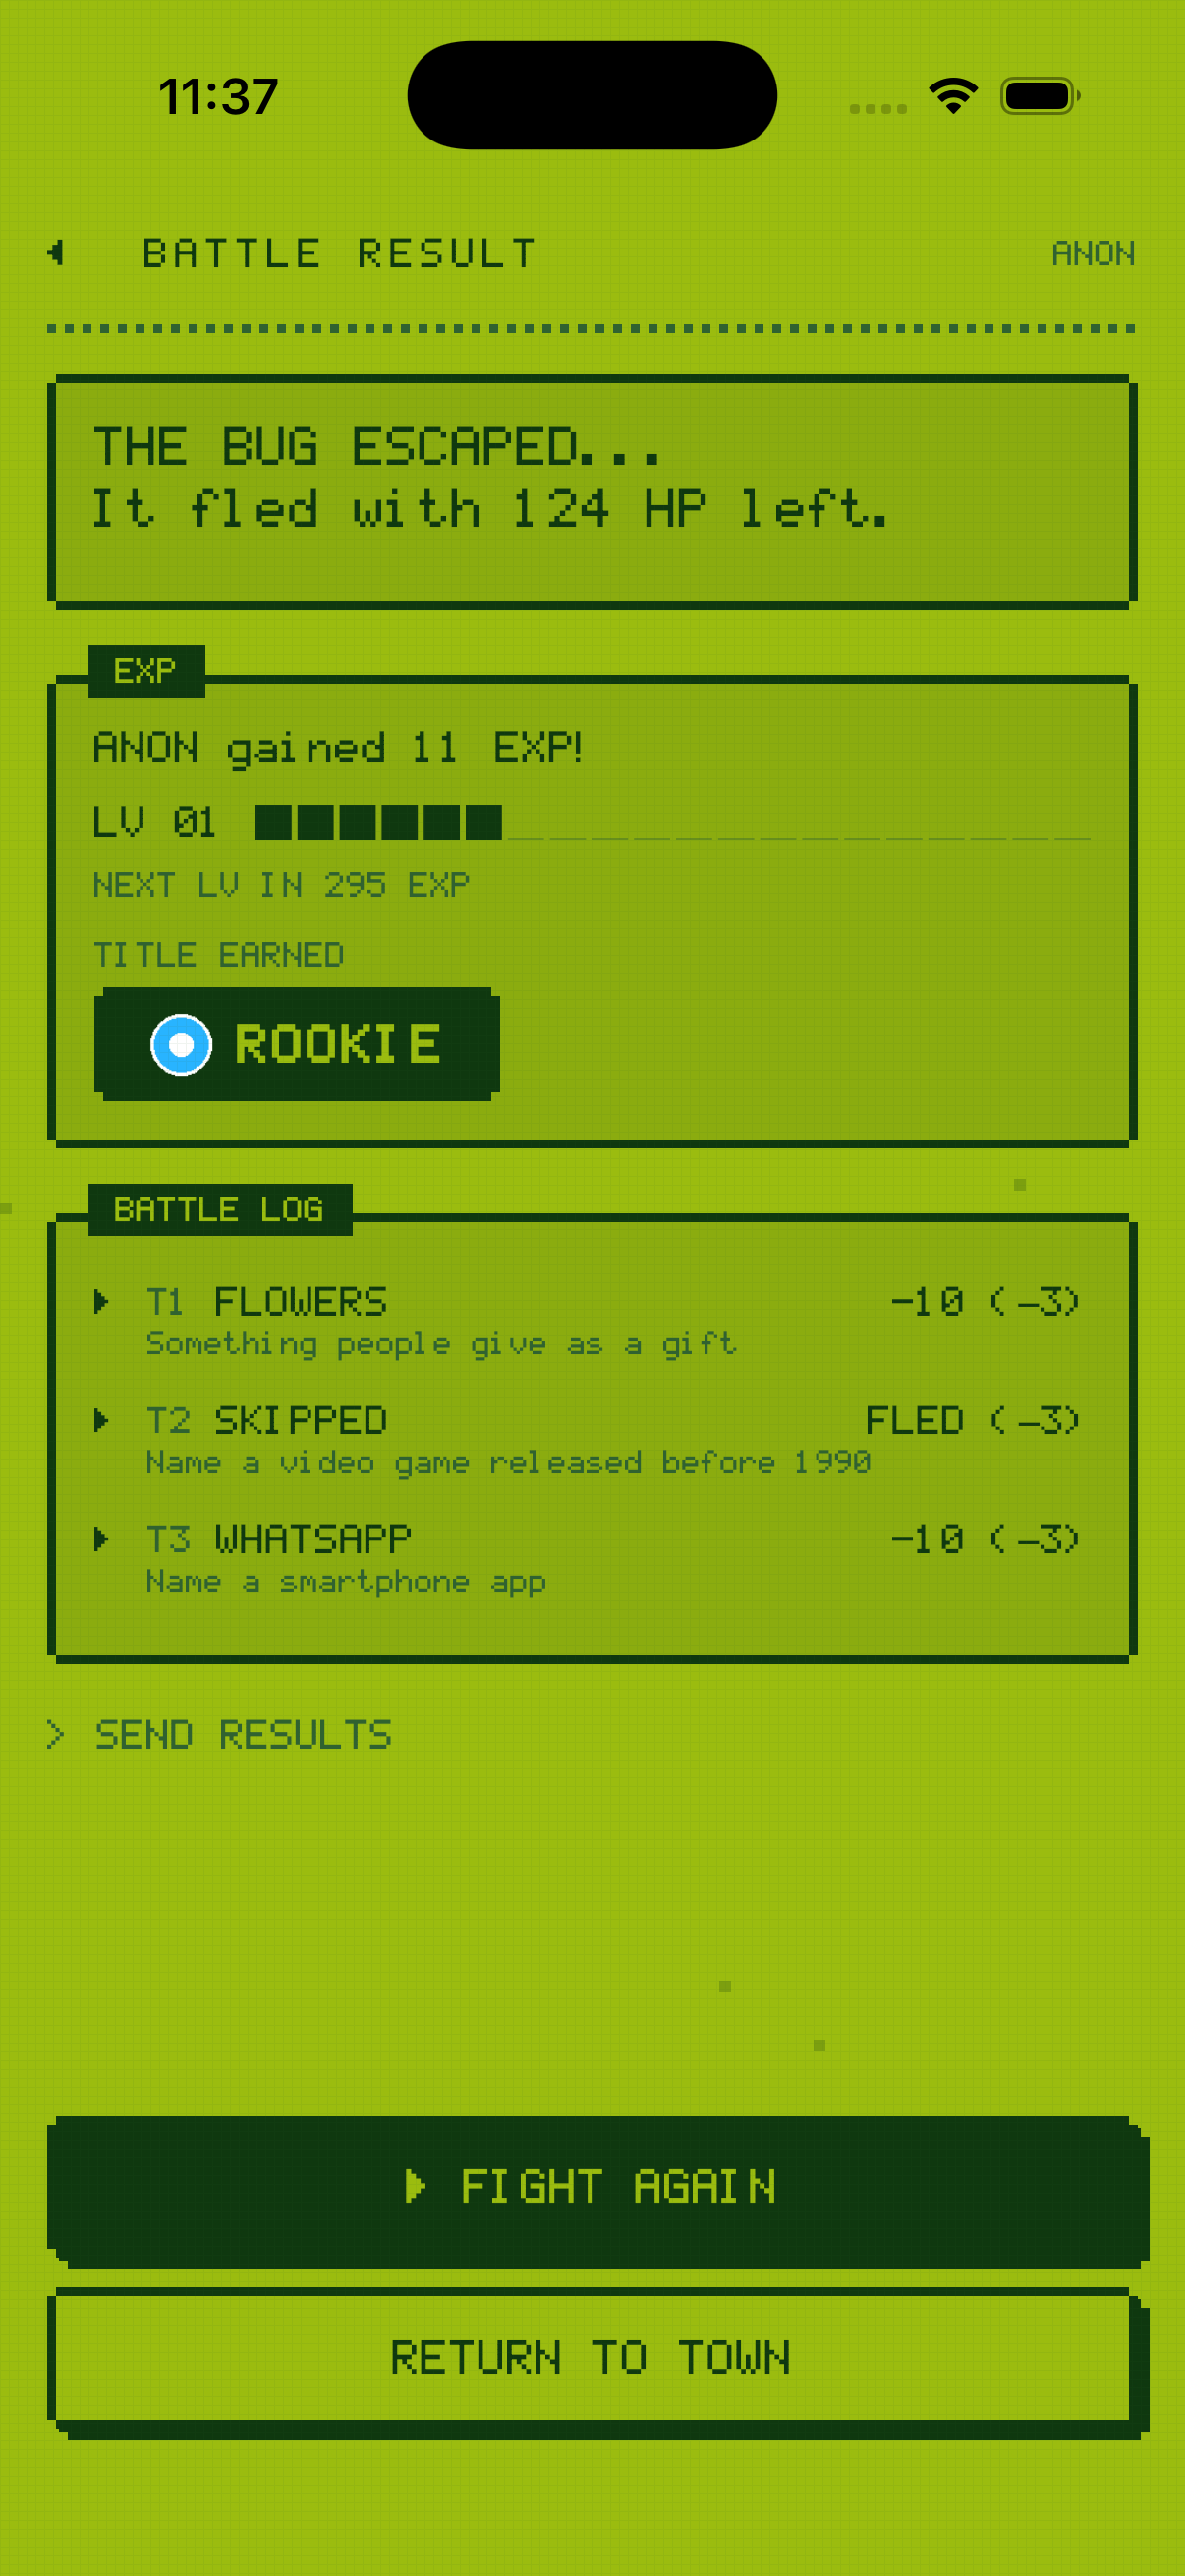 11:37
BATTLE RESULT
ANON
THE BUG ESCAPED...
It fled with 124 HP left.
EXP
ANON gained 11 EXP!
LV 01
NEXT LV IN 295 EXP
TITLE EARNED
ROOKIE
BATTLE LOG
T1 FLOWERS -10 (-3)
Something people give as a gift
T2 SKIPPED FLED (-3)
Name a video game released before 1990
T3 WHATSAPP -10 (-3)
Name a smartphone app
> SEND RESULTS
FIGHT AGAIN
RETURN TO TOWN